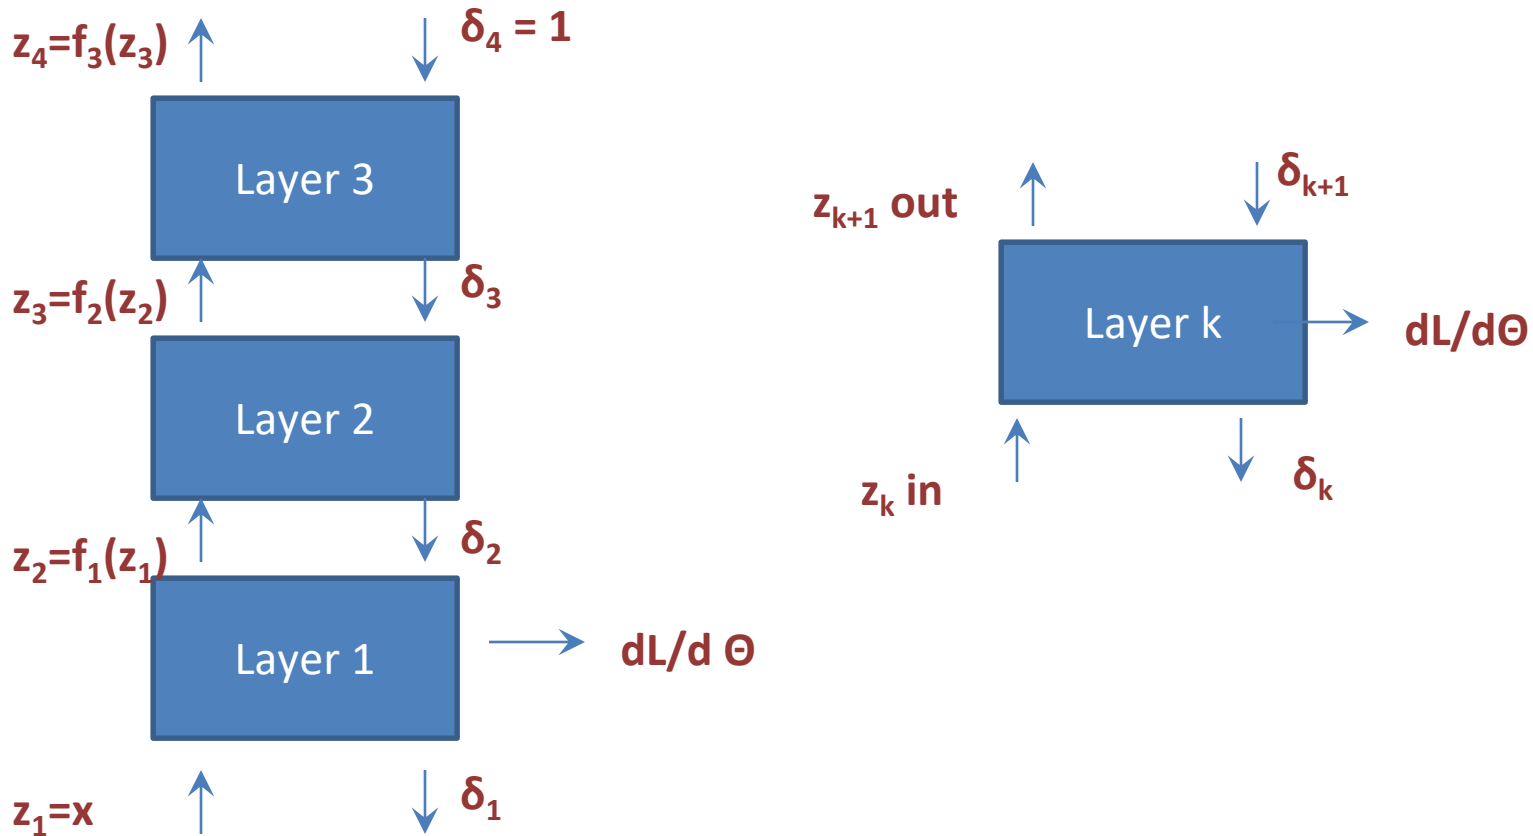 z₄=f₃(z₃)
δ₄ = 1
Layer 3
z₃=f₂(z₂)
δ₃
Layer 2
z₂=f₁(z₁)
δ₂
Layer 1
dL/d Θ
z₁=x
δ₁
δₖ₊₁
zₖ₊₁ out
Layer k
dL/dΘ
zₖ in
δₖ